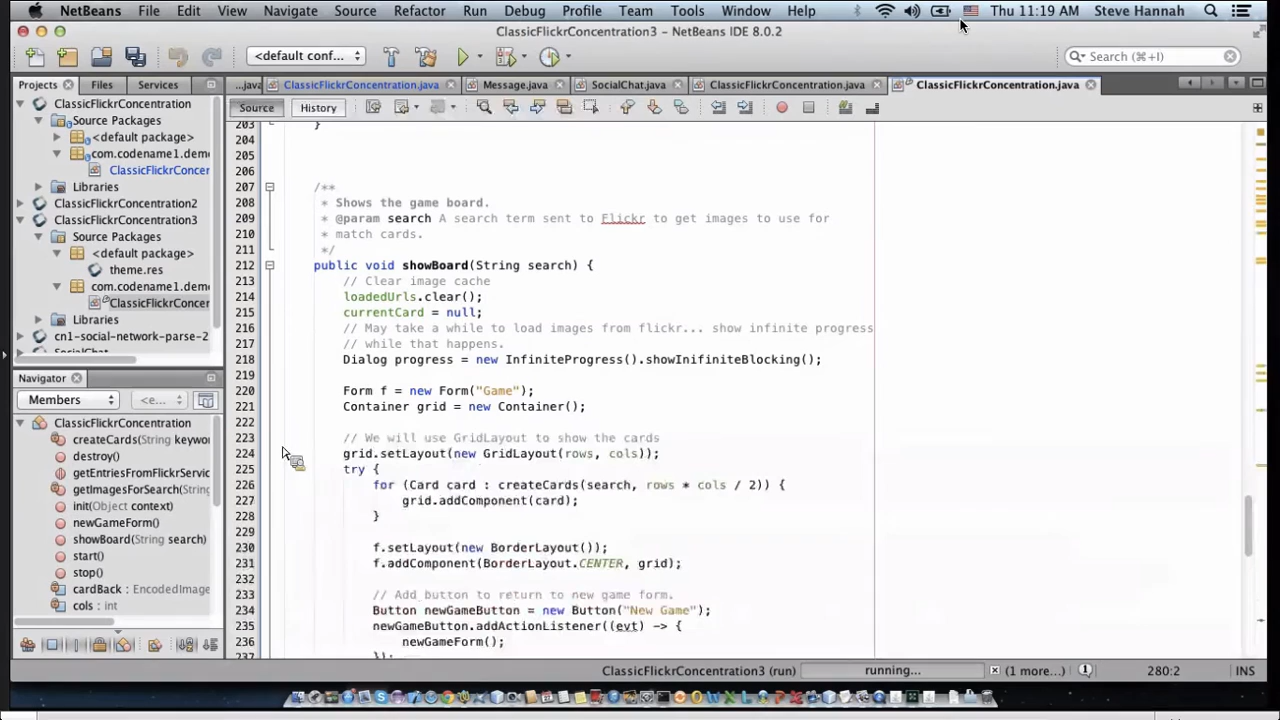 NetBeans File Edit View Navigate Source Refactor Run Debug Profile Team Tools Window Help Thu 11:19 AM Steve Hannah
ClassicFlickrConcentration3 – NetBeans IDE 8.0.2
<default conf... Search (⌘+I)
Projects Files Services ...java ClassicFlickrConcentration.java Message.java SocialChat.java ClassicFlickrConcentration.java ClassicFlickrConcentration.java
Source History
ClassicFlickrConcentration
Source Packages
<default package>
com.codename1.dem
ClassicFlickrConcer
Libraries
ClassicFlickrConcentration2
ClassicFlickrConcentration3
Source Packages
<default package>
theme.res
com.codename1.dem
ClassicFlickrConcer
Libraries
cn1-social-network-parse-2
SocialChat
Navigator
Members <e...
ClassicFlickrConcentration
createCards(String keywor
destroy()
getEntriesFromFlickrServic
getImagesForSearch(String
init(Object context)
newGameForm()
showBoard(String search)
start()
stop()
cardBack : EncodedImage
cols : int
203 }
204
205
206
207 /**
208 * Shows the game board.
209 * @param search A search term sent to Flickr to get images to use for
210 * match cards.
211 */
212 public void showBoard(String search) {
213 // Clear image cache
214 loadedUrls.clear();
215 currentCard = null;
216 // May take a while to load images from flickr... show infinite progress
217 // while that happens.
218 Dialog progress = new InfiniteProgress().showInifiniteBlocking();
219
220 Form f = new Form("Game");
221 Container grid = new Container();
222
223 // We will use GridLayout to show the cards
224 grid.setLayout(new GridLayout(rows, cols));
225 try {
226 for (Card card : createCards(search, rows * cols / 2)) {
227 grid.addComponent(card);
228 }
229
230 f.setLayout(new BorderLayout());
231 f.addComponent(BorderLayout.CENTER, grid);
232
233 // Add button to return to new game form.
234 Button newGameButton = new Button("New Game");
235 newGameButton.addActionListener((evt) -> {
236 newGameForm();
237 });
ClassicFlickrConcentration3 (run) running... (1 more...) 280:2 INS